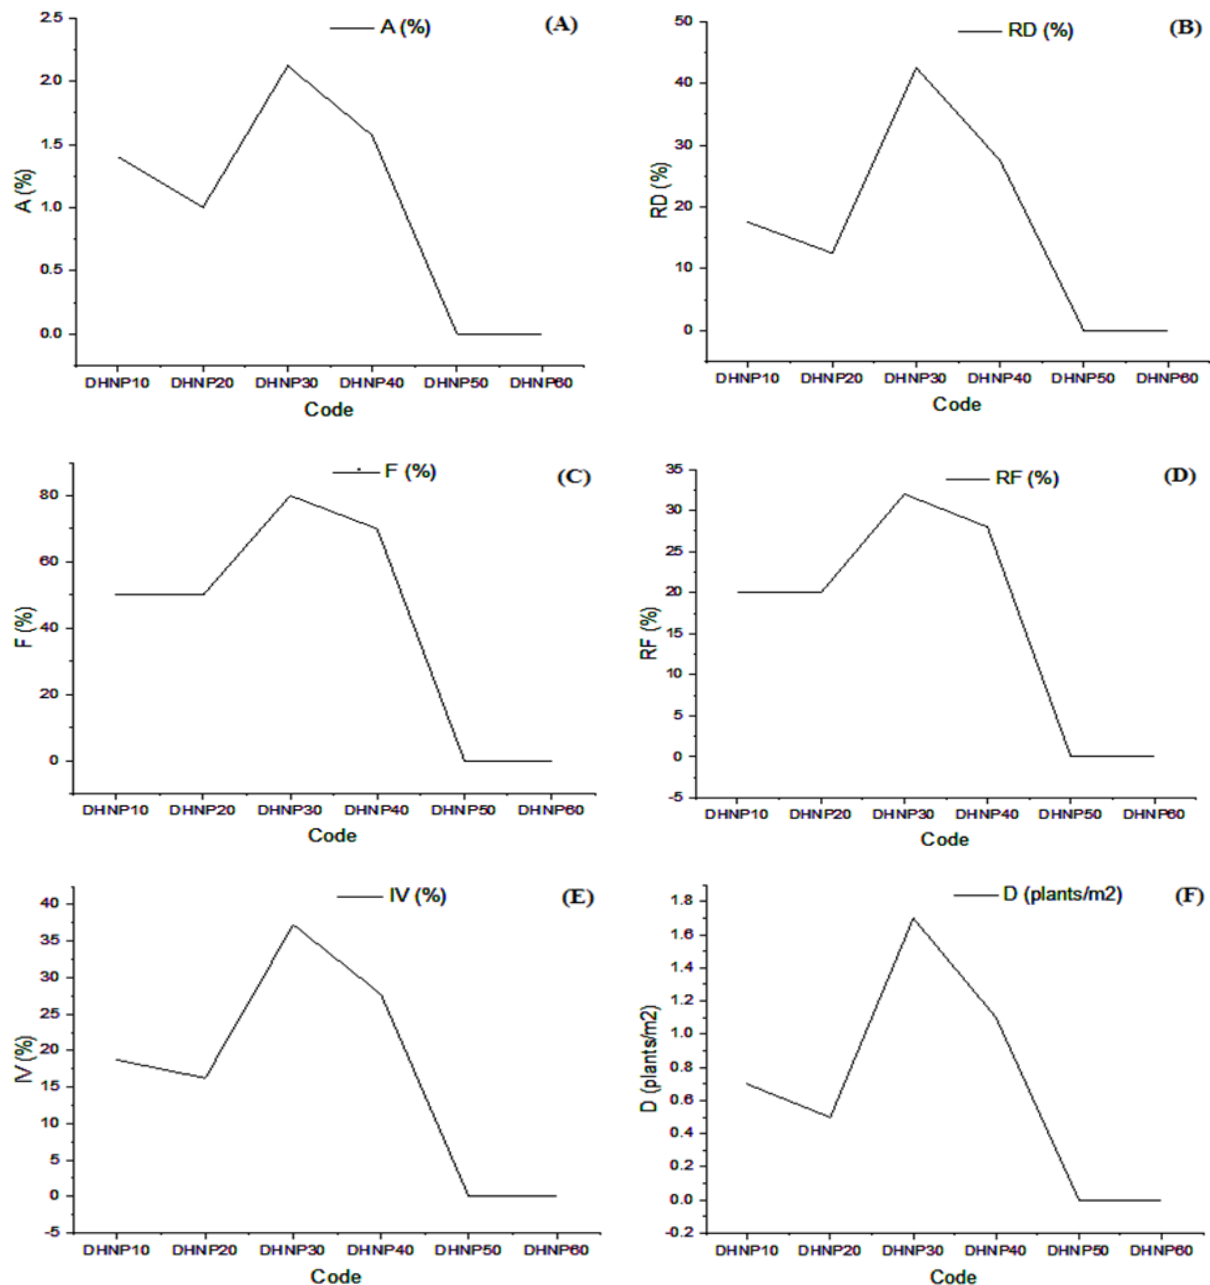 A (%)
(A)
2.5
2.0
1.5
1.0
0.5
0.0
A (%)
DHNP10 DHNP20 DHNP30 DHNP40 DHNP50 DHNP60
Code
RD (%)
(B)
50
40
30
20
10
0
RD (%)
DHNP10 DHNP20 DHNP30 DHNP40 DHNP50 DHNP60
Code
F (%)
(C)
80
60
40
20
0
F (%)
DHNP10 DHNP20 DHNP30 DHNP40 DHNP50 DHNP60
Code
RF (%)
(D)
35
30
25
20
15
10
5
0
-5
RF (%)
DHNP10 DHNP20 DHNP30 DHNP40 DHNP50 DHNP60
Code
IV (%)
(E)
40
35
30
25
20
15
10
5
0
-5
IV (%)
DHNP10 DHNP20 DHNP30 DHNP40 DHNP50 DHNP60
Code
D (plants/m2)
(F)
1.8
1.6
1.4
1.2
1.0
0.8
0.6
0.4
0.2
0.0
-0.2
D (plants/m2)
DHNP10 DHNP20 DHNP30 DHNP40 DHNP50 DHNP60
Code